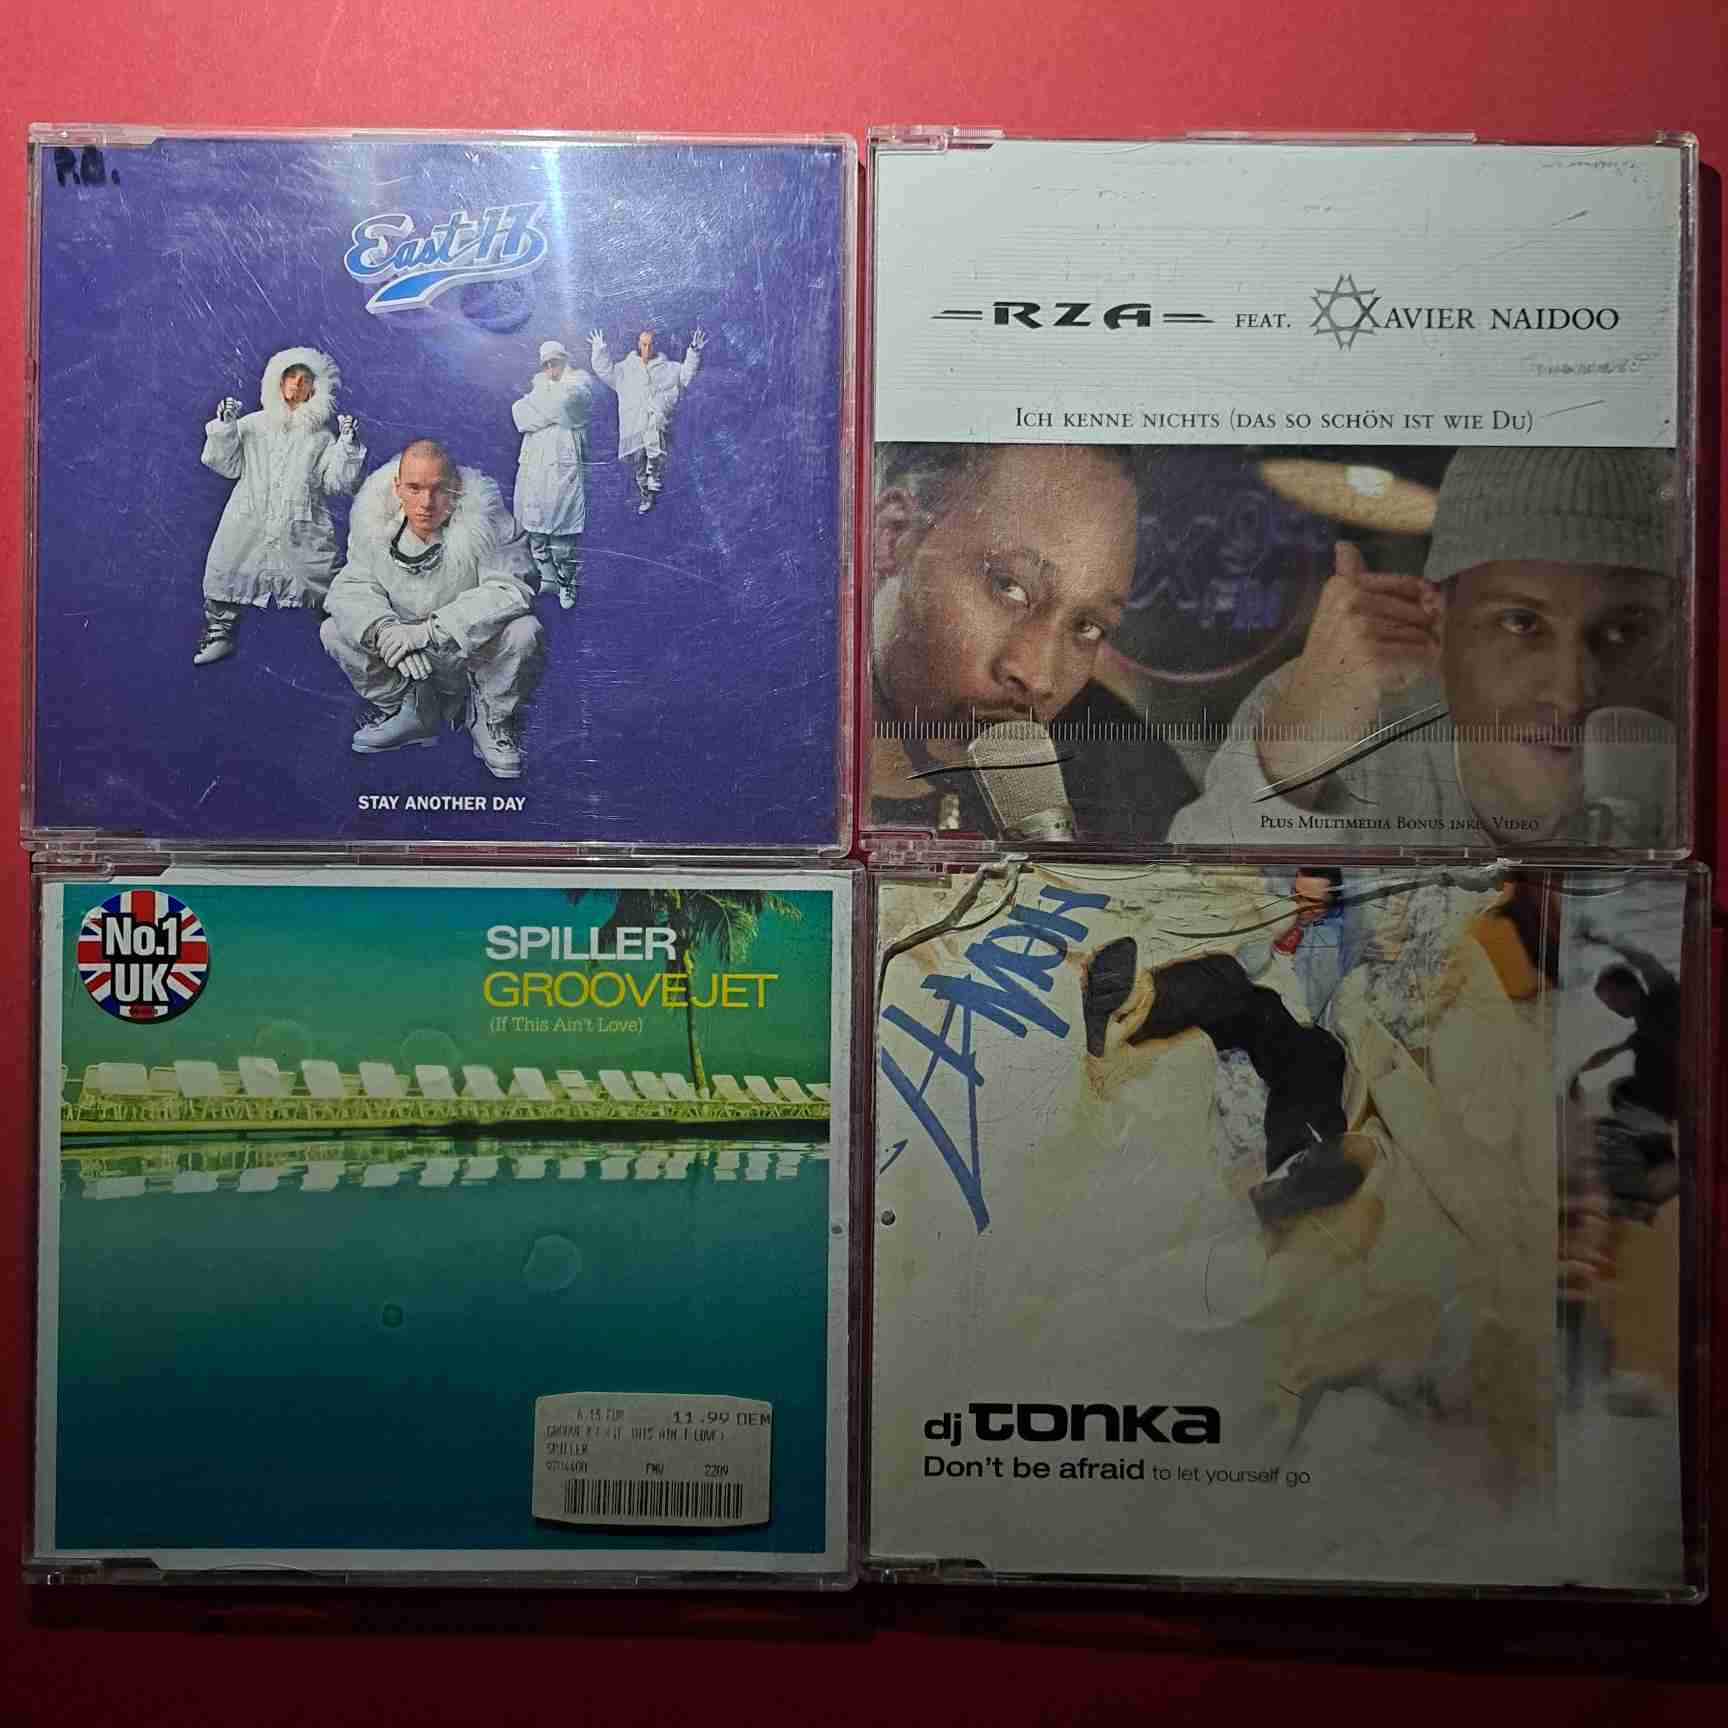 R.O.
East 17
STAY ANOTHER DAY
RZA FEAT. XAVIER NAIDOO
ICH KENNE NICHTS (DAS SO SCHÖN IST WIE DU)
PLUS MULTIMEDIA BONUS INKL. VIDEO
No.1
UK
SPILLER
GROOVEJET
(If This Ain't Love)
11.99 DEM
SPILLER
2209
dj TONKA
Don't be afraid to let yourself go